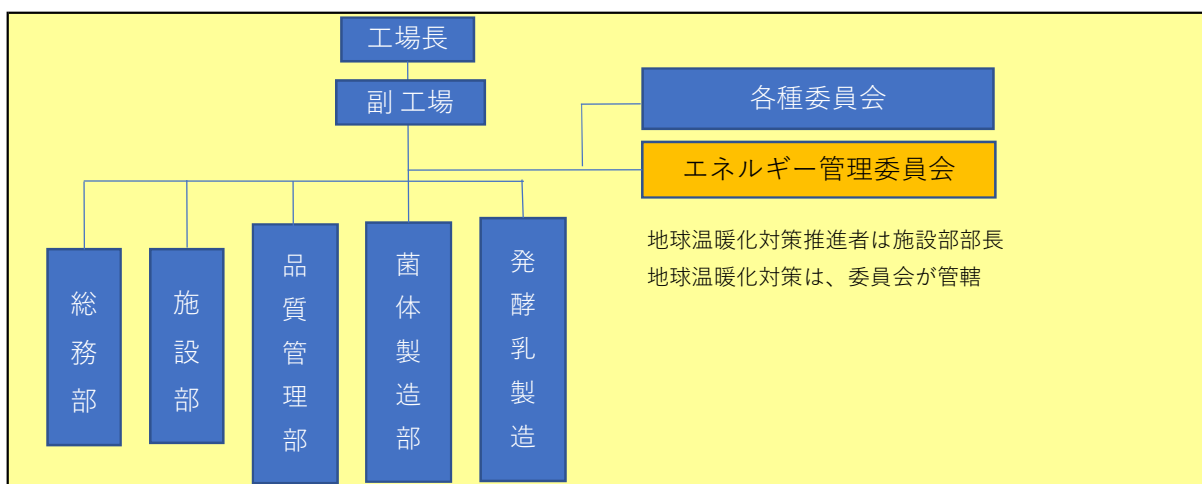 工場長
副 工場
各種委員会
エネルギー管理委員会
地球温暖化対策推進者は施設部部長
地球温暖化対策は、委員会が管轄
総務部
施設部
品質管理部
菌体製造部
発酵乳製造